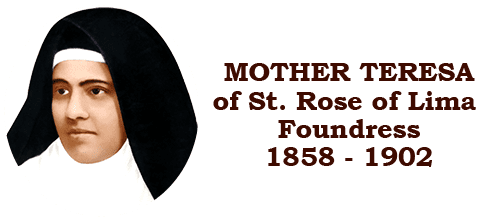 MOTHER TERESA
of St. Rose of Lima
Foundress
1858 - 1902